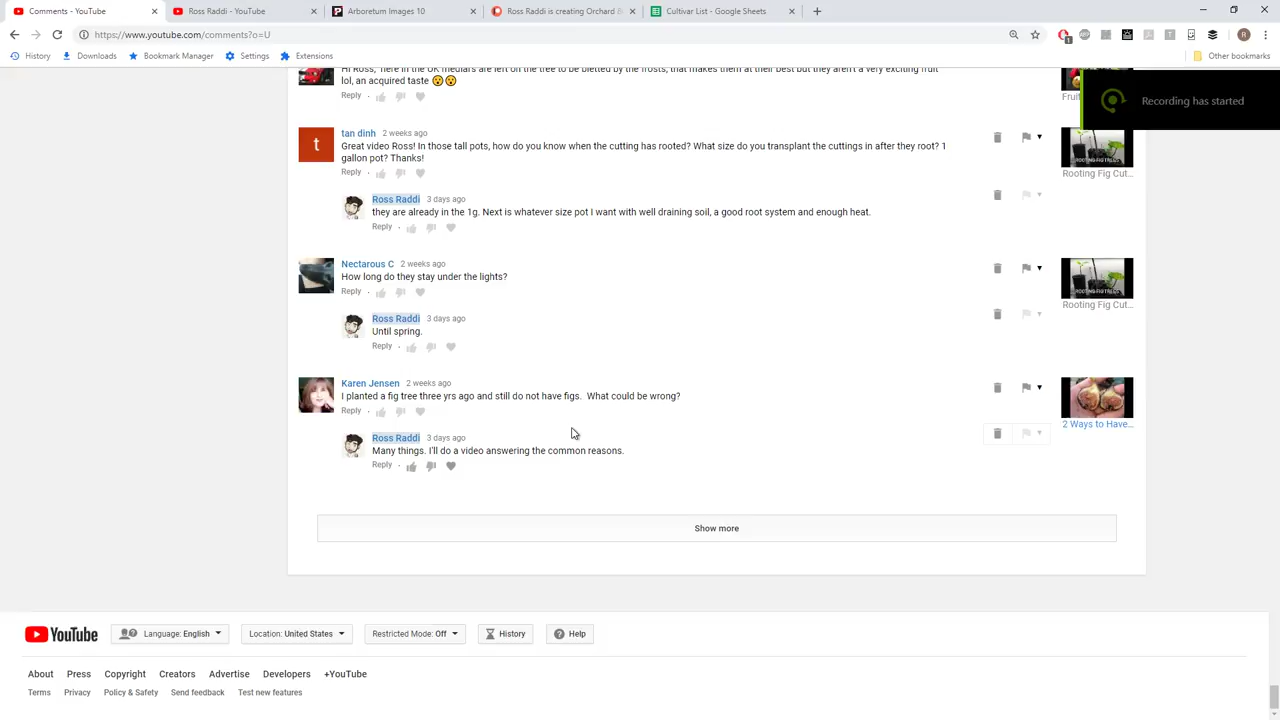 Comments - YouTube
Ross Raddi - YouTube
Arboretum Images 10
Ross Raddi is creating Orchard B
Cultivar List - Google Sheets
https://www.youtube.com/comments?o=U
History
Downloads
Bookmark Manager
Settings
Extensions
Other bookmarks
Recording has started
Hi Ross, here in the UK medlars are left on the tree to be bletted by the frosts, that makes them at their best but they aren't a very exciting fruit
lol, an acquired taste 😮😮
Reply
tan dinh 2 weeks ago
Great video Ross! In those tall pots, how do you know when the cutting has rooted? What size do you transplant the cuttings in after they root? 1
gallon pot? Thanks!
Reply
ROOTING FIG TREES
Rooting Fig Cut...
Ross Raddi 3 days ago
they are already in the 1g. Next is whatever size pot I want with well draining soil, a good root system and enough heat.
Reply
Nectarous C 2 weeks ago
How long do they stay under the lights?
Reply
ROOTING FIG TREES
Rooting Fig Cut...
Ross Raddi 3 days ago
Until spring.
Reply
Karen Jensen 2 weeks ago
I planted a fig tree three yrs ago and still do not have figs. What could be wrong?
Reply
2 Ways to Have...
Ross Raddi 3 days ago
Many things. I'll do a video answering the common reasons.
Reply
Show more
YouTube
Language: English
Location: United States
Restricted Mode: Off
History
Help
About
Press
Copyright
Creators
Advertise
Developers
+YouTube
Terms
Privacy
Policy & Safety
Send feedback
Test new features